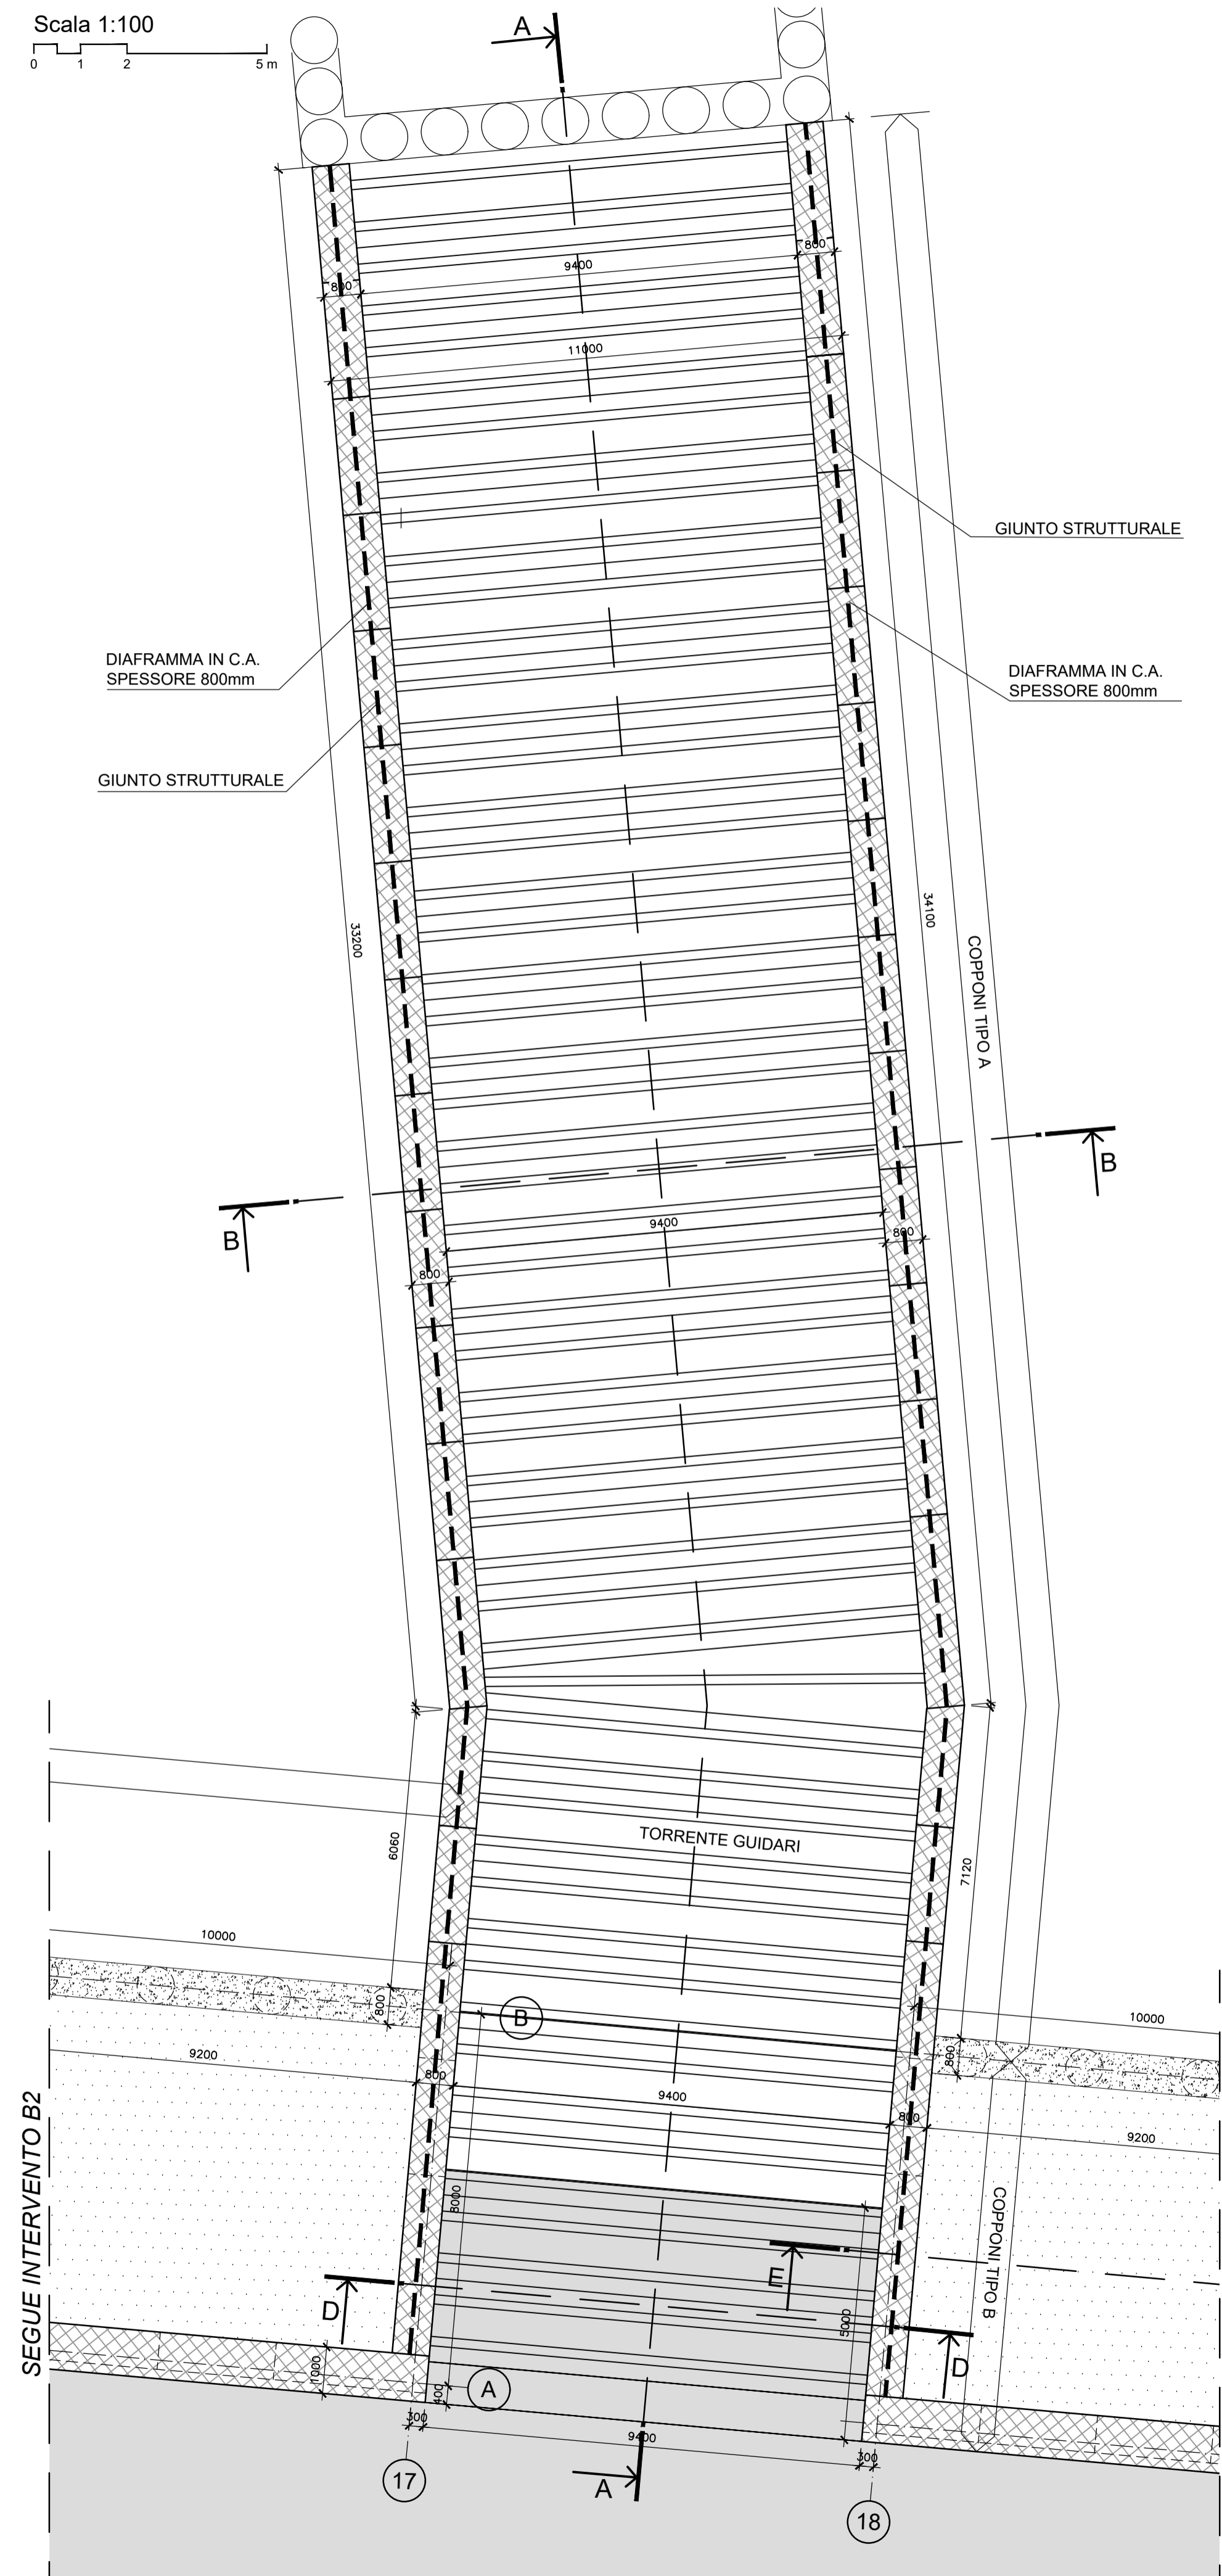 Scala 1:100
0 1 2 5 m
A
800
9400
800
11000
GIUNTO STRUTTURALE
DIAFRAMMA IN C.A.
SPESSORE 800mm
DIAFRAMMA IN C.A.
SPESSORE 800mm
GIUNTO STRUTTURALE
33200
34100
COPPONI TIPO A
B
B
9400
800
800
TORRENTE GUIDARI
6060
7120
10000
10000
800
B
800
9200
800
9400
800
9200
SEGUE INTERVENTO B2
8000
COPPONI TIPO B
E
D
5000
D
1000
400
A
300
9400
300
17
A
18